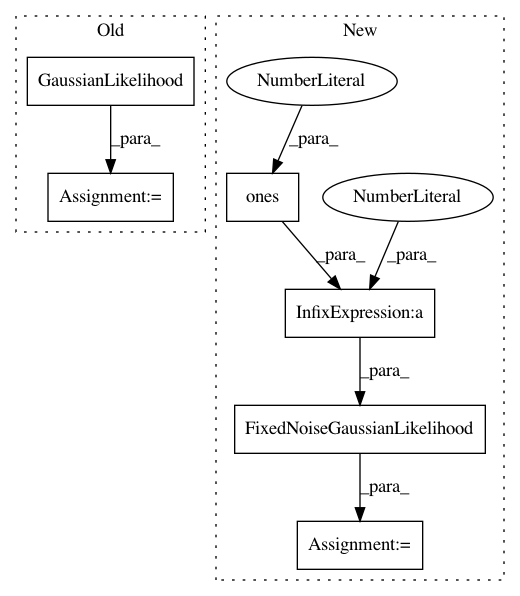 Old
New
GaussianLikelihood
NumberLiteral
_para_
_para_
Assignment:=
ones
NumberLiteral
_para_
_para_
InfixExpression:a
_para_
FixedNoiseGaussianLikelihood
_para_
Assignment:=